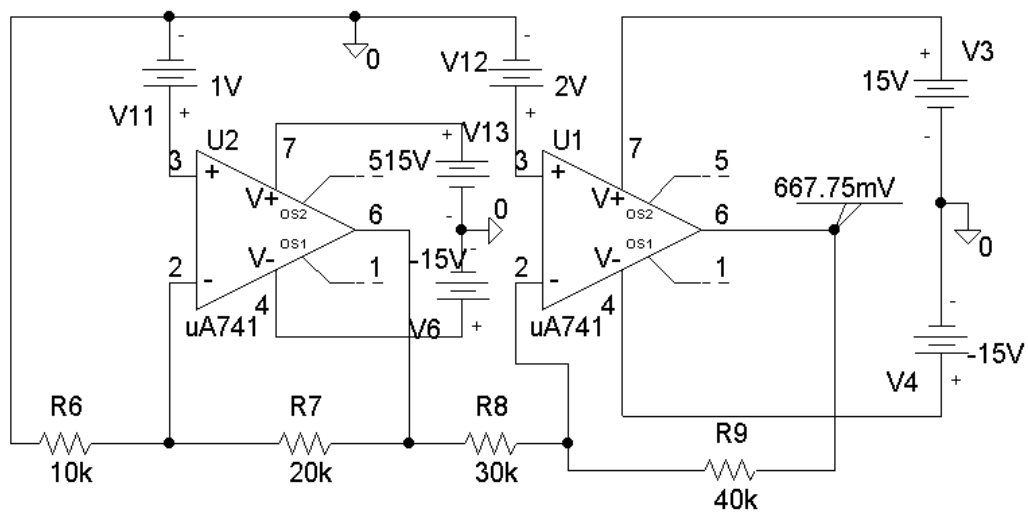 0
V12
V3
1V
2V
15V
V11
+
-
U2
V13
U1
7
7
3
515V
3
5
+
+
V+
V+
667.75mV
OS2
6
0
OS2
6
OS1
OS1
0
2
V-
1
-15V
2
V-
1
-
-
4
4
uA741
V6
uA741
-15V
V4
R6
R7
R8
R9
10k
20k
30k
40k